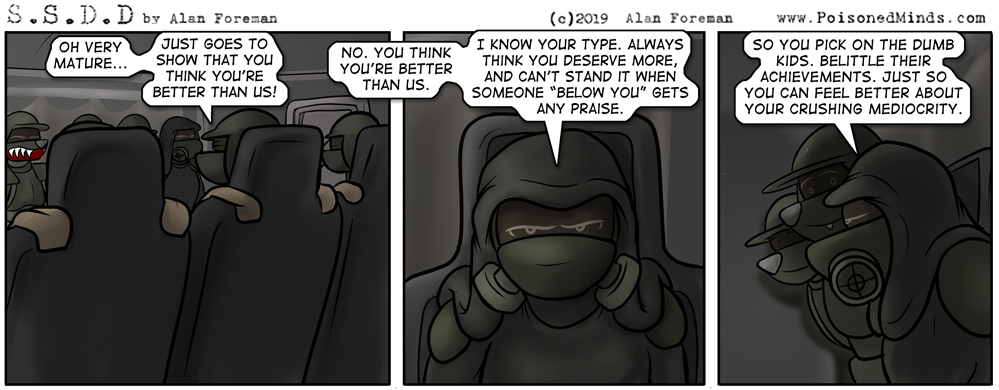 S.S.D.D by Alan Foreman (c)2019 Alan Foreman www.PoisonedMinds.com
OH VERY
MATURE...
JUST GOES TO
SHOW THAT YOU
THINK YOU'RE
BETTER THAN US!
NO. YOU THINK
YOU'RE BETTER
THAN US.
I KNOW YOUR TYPE. ALWAYS
THINK YOU DESERVE MORE,
AND CAN'T STAND IT WHEN
SOMEONE "BELOW YOU" GETS
ANY PRAISE.
SO YOU PICK ON THE DUMB
KIDS. BELITTLE THEIR
ACHIEVEMENTS. JUST SO
YOU CAN FEEL BETTER ABOUT
YOUR CRUSHING MEDIOCRITY.